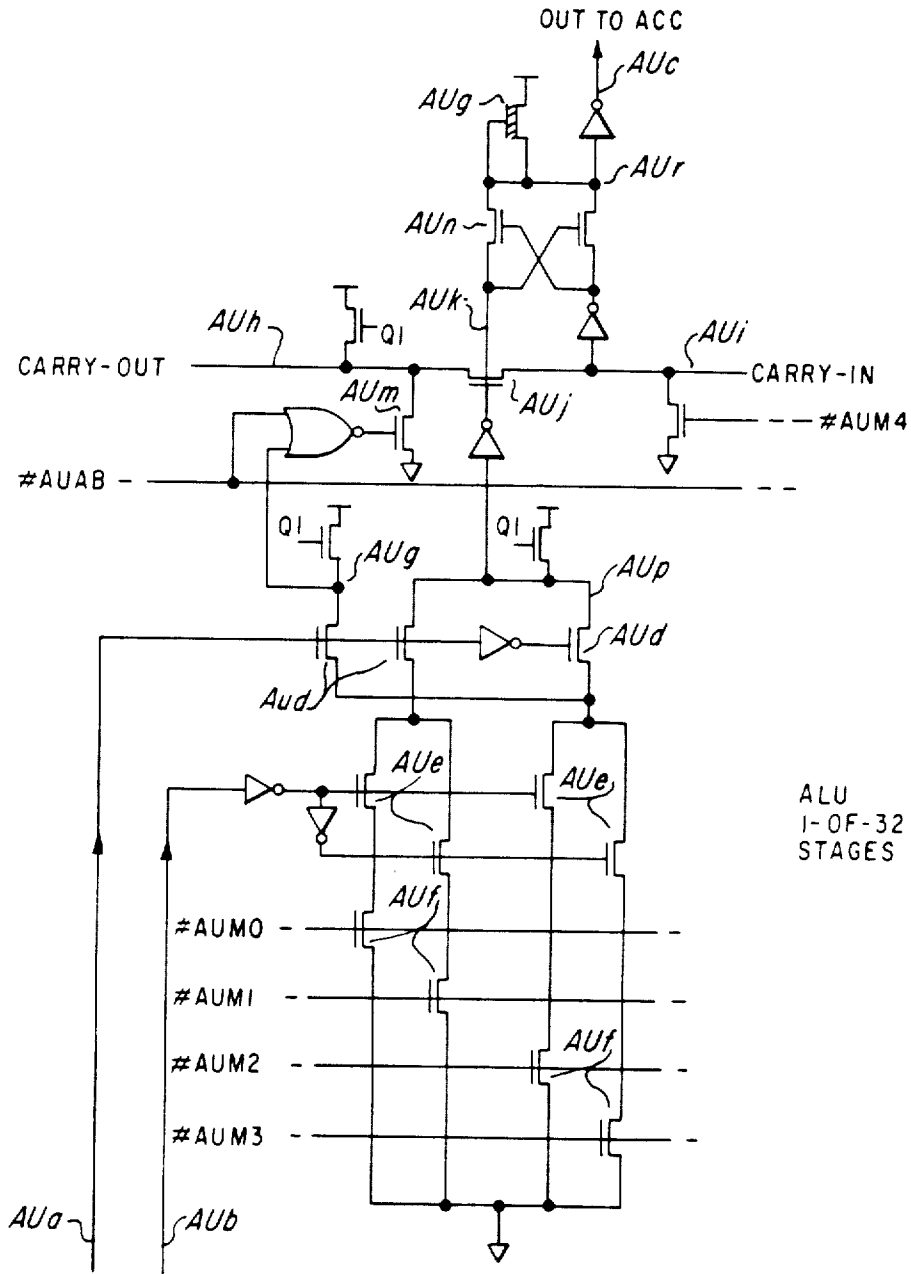 OUT TO ACC
AUc
AUg
AUr
AUn
AUk
AUh
Q1
AUi
CARRY-OUT
CARRY-IN
AUm
AUj
#AUM4
#AUAB
Q1
AUg
Q1
AUp
AUd
Aud
AUe
AUe
ALU
1-OF-32
STAGES
AUf
#AUM0
#AUM1
AUf
#AUM2
#AUM3
AUa
AUb